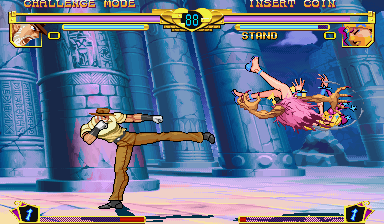 CHALLENGE MODE
INSERT COIN
88
STAND
1
1